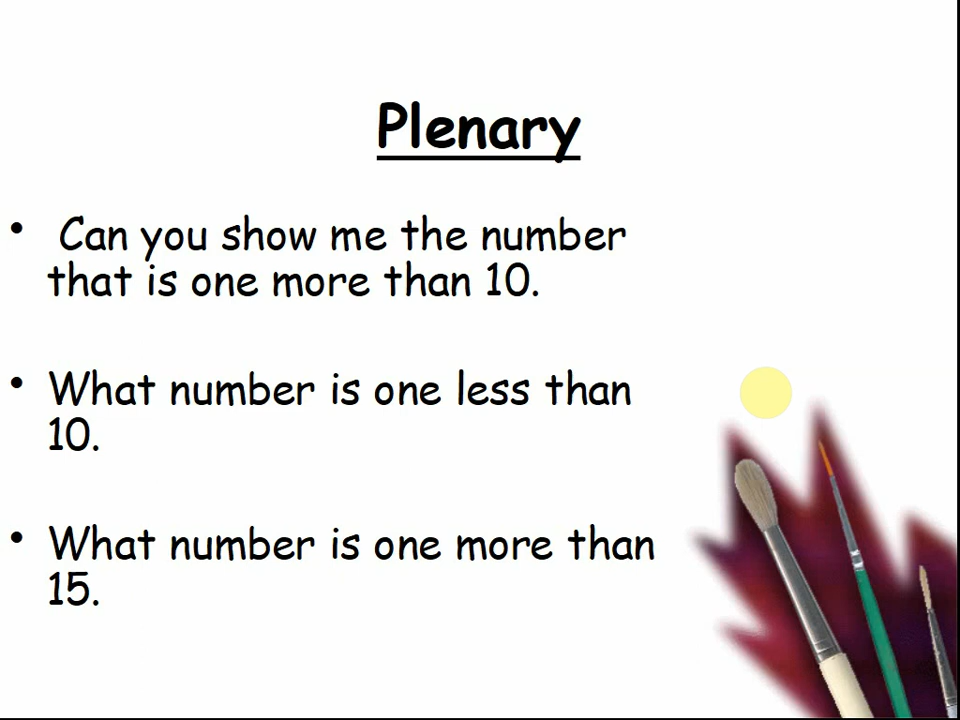 Plenary
• Can you show me the number
that is one more than 10.
• What number is one less than
10.
• What number is one more than
15.